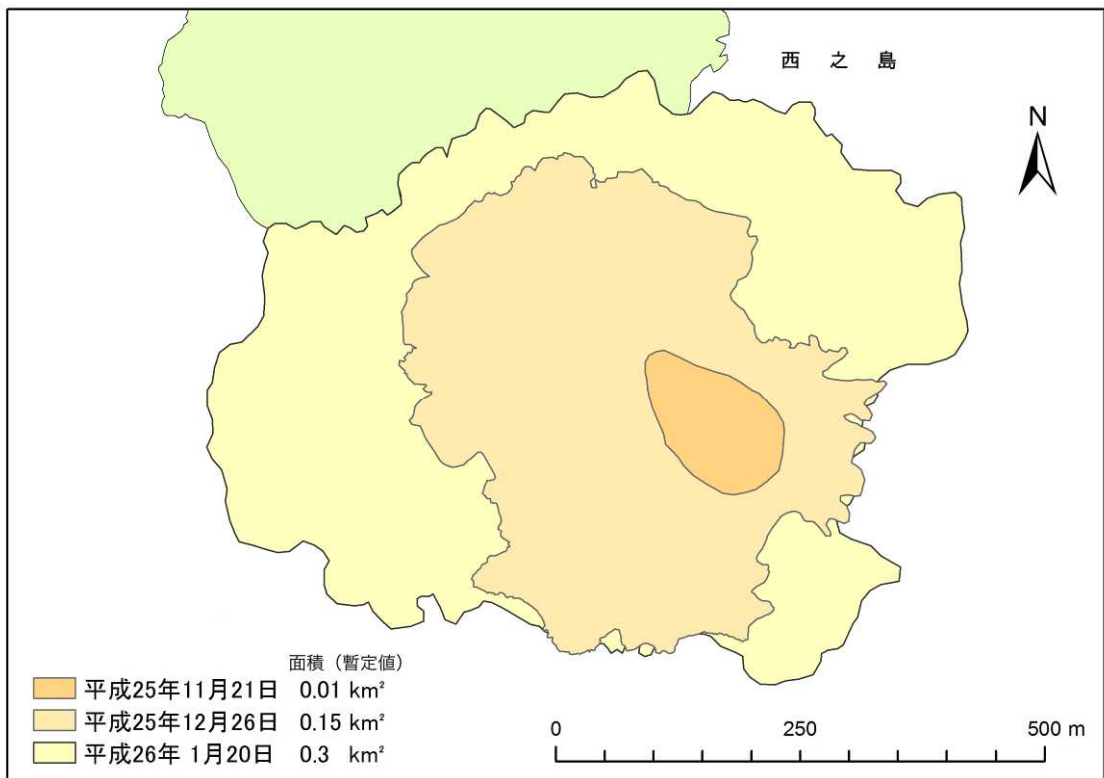 西 之 島
N
面積（暫定値）
平成25年11月21日 0.01 km²
平成25年12月26日 0.15 km²
平成26年 1月20日 0.3 km²
0 250 500 m